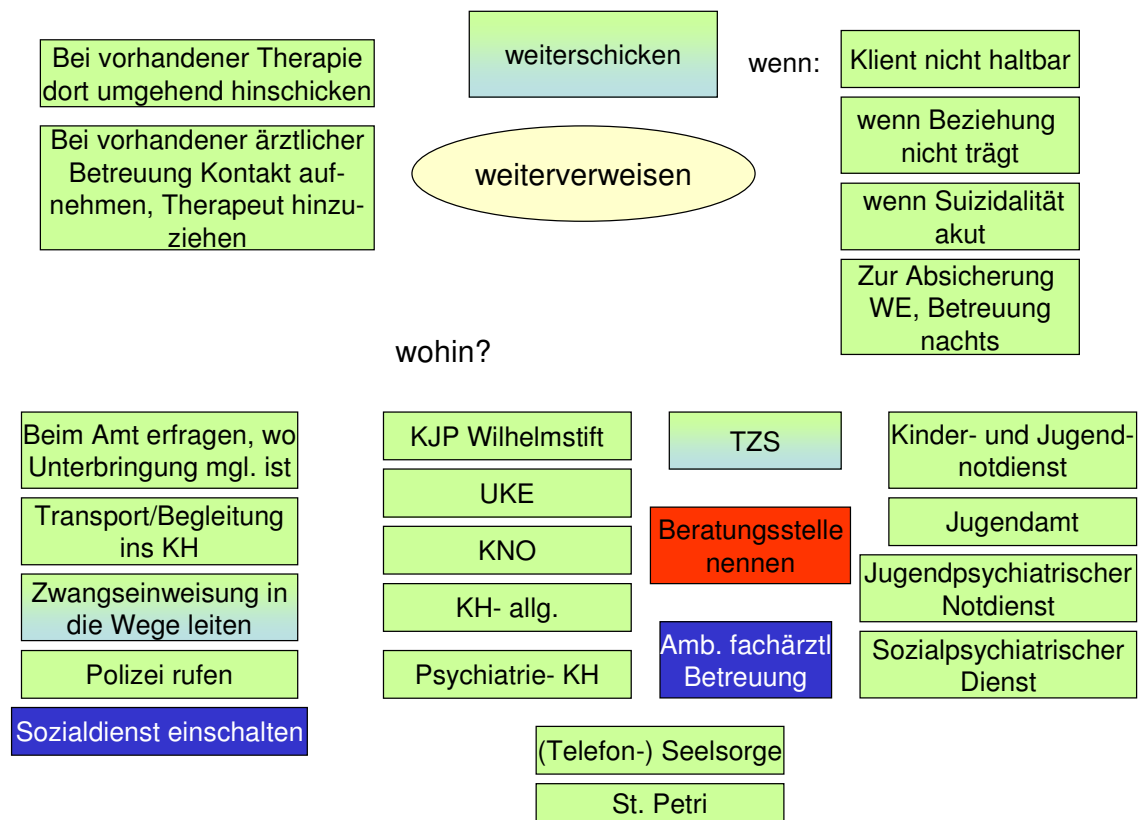 weiterschicken
wenn:
Bei vorhandener Therapie
dort umgehend hinschicken
Bei vorhandener ärztlicher
Betreuung Kontakt auf-
nehmen, Therapeut hinzu-
ziehen
weiterverweisen
Klient nicht haltbar
wenn Beziehung
nicht trägt
wenn Suizidalität
akut
Zur Absicherung
WE, Betreuung
nachts
wohin?
Beim Amt erfragen, wo
Unterbringung mgl. ist
Transport/Begleitung
ins KH
Zwangseinweisung in
die Wege leiten
Polizei rufen
Sozialdienst einschalten
KJP Wilhelmstift
UKE
KNO
KH- allg.
Psychiatrie- KH
TZS
Beratungsstelle
nennen
Amb. fachärztl
Betreuung
Kinder- und Jugend-
notdienst
Jugendamt
Jugendpsychiatrischer
Notdienst
Sozialpsychiatrischer
Dienst
(Telefon-) Seelsorge
St. Petri